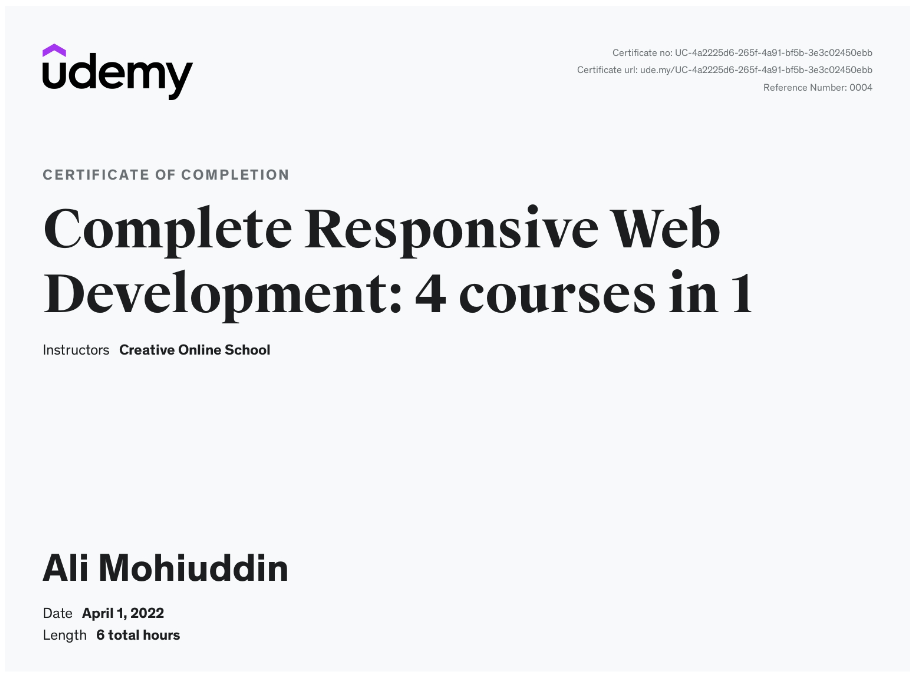 udemy
Certificate no: UC-4a2225d6-265f-4a91-bf5b-3e3c02450ebb
Certificate url: ude.my/UC-4a2225d6-265f-4a91-bf5b-3e3c02450ebb
Reference Number: 0004
CERTIFICATE OF COMPLETION
Complete Responsive Web
Development: 4 courses in 1
Instructors Creative Online School
Ali Mohiuddin
Date April 1, 2022
Length 6 total hours